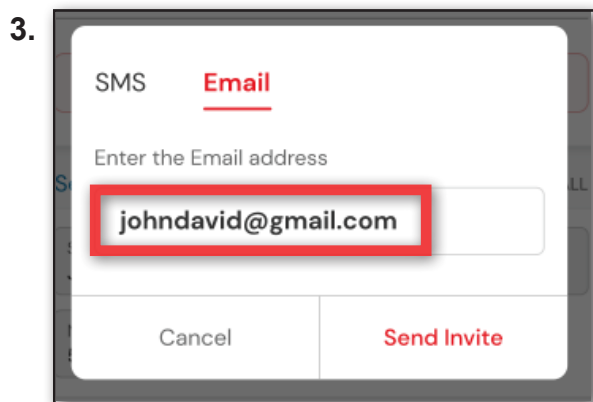 3.
SMS Email
Enter the Email address
johndavid@gmail.com
Cancel Send Invite